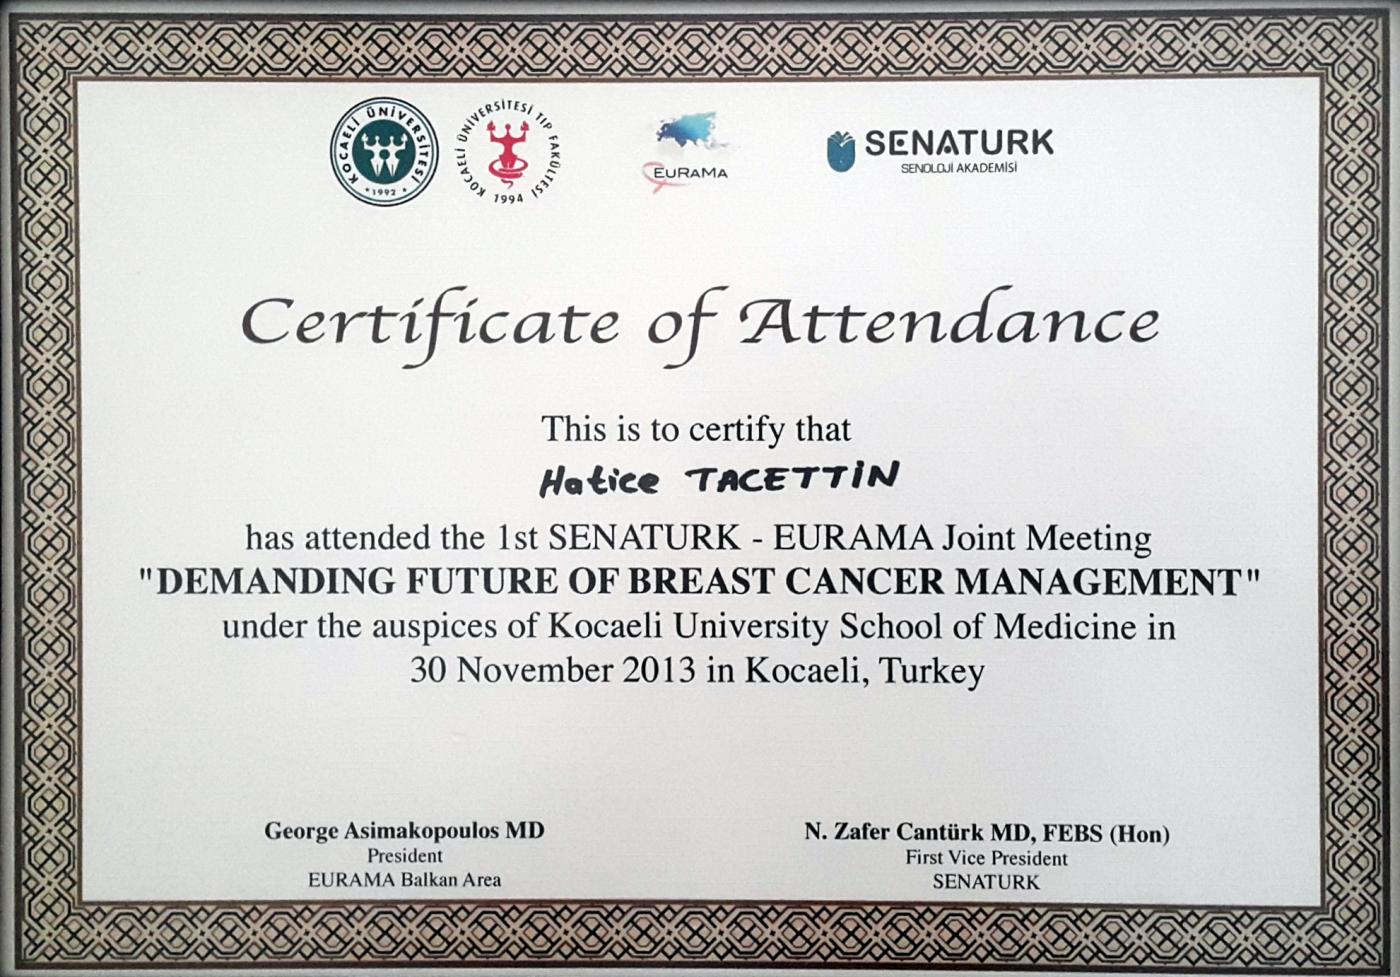 KOCAELİ ÜNİVERSİTESİ
1992
KOCAELİ ÜNİVERSİTESİ TIP FAKÜLTESİ
1994
EURAMA
SENATURK
SENOLOJİ AKADEMİSİ
Certificate of Attendance
This is to certify that
Hatice TACETTİN
has attended the 1st SENATURK - EURAMA Joint Meeting
"DEMANDING FUTURE OF BREAST CANCER MANAGEMENT"
under the auspices of Kocaeli University School of Medicine in
30 November 2013 in Kocaeli, Turkey
George Asimakopoulos MD
President
EURAMA Balkan Area
N. Zafer Cantürk MD, FEBS (Hon)
First Vice President
SENATURK